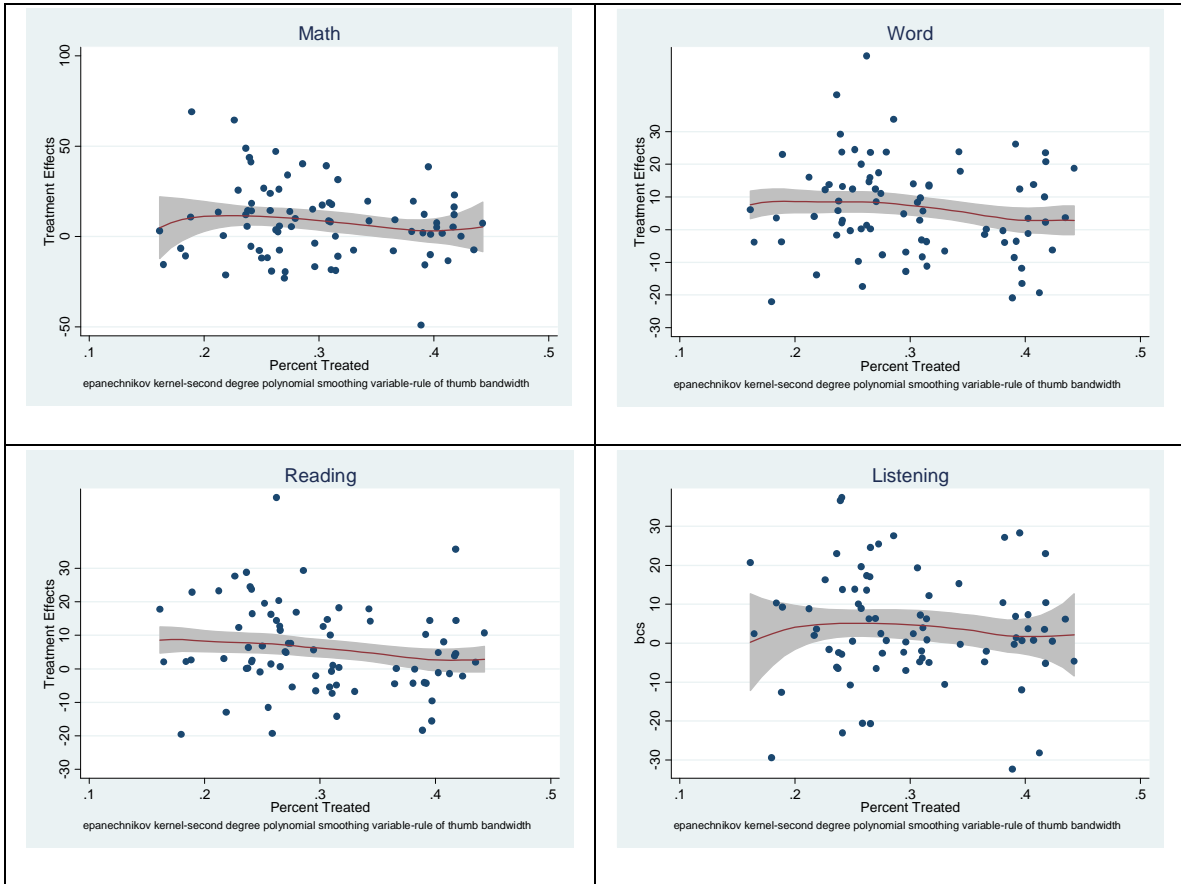 Math
Treatment Effects
100
50
0
-50
.1 .2 .3 .4 .5
Percent Treated
epanechnikov kernel-second degree polynomial smoothing variable-rule of thumb bandwidth
Word
Treatment Effects
30
20
10
0
-10
-20
-30
.1 .2 .3 .4 .5
Percent Treated
epanechnikov kernel-second degree polynomial smoothing variable-rule of thumb bandwidth
Reading
Treatment Effects
30
20
10
0
-10
-20
-30
.1 .2 .3 .4 .5
Percent Treated
epanechnikov kernel-second degree polynomial smoothing variable-rule of thumb bandwidth
Listening
bcs
30
20
10
0
-10
-20
-30
.1 .2 .3 .4 .5
Percent Treated
epanechnikov kernel-second degree polynomial smoothing variable-rule of thumb bandwidth